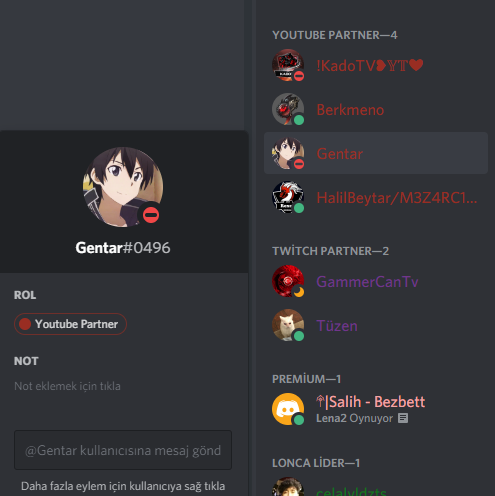 Gentar#0496
ROL
Youtube Partner
NOT
Not eklemek için tıkla
@Gentar kullanıcısına mesaj gönd
Daha fazla eylem için kullanıcıya sağ tıkla
YOUTUBE PARTNER—4
!KadoTV⁍𝕐𝕋❤
Berkmeno
Gentar
HalilBeytar/M3Z4RC1...
TWİTCH PARTNER—2
GammerCanTv
Tüzen
PREMİUM—1
⚚|Salih - Bezbett
Lena2 Oynuyor
LONCA LİDER—1
celalyldzts